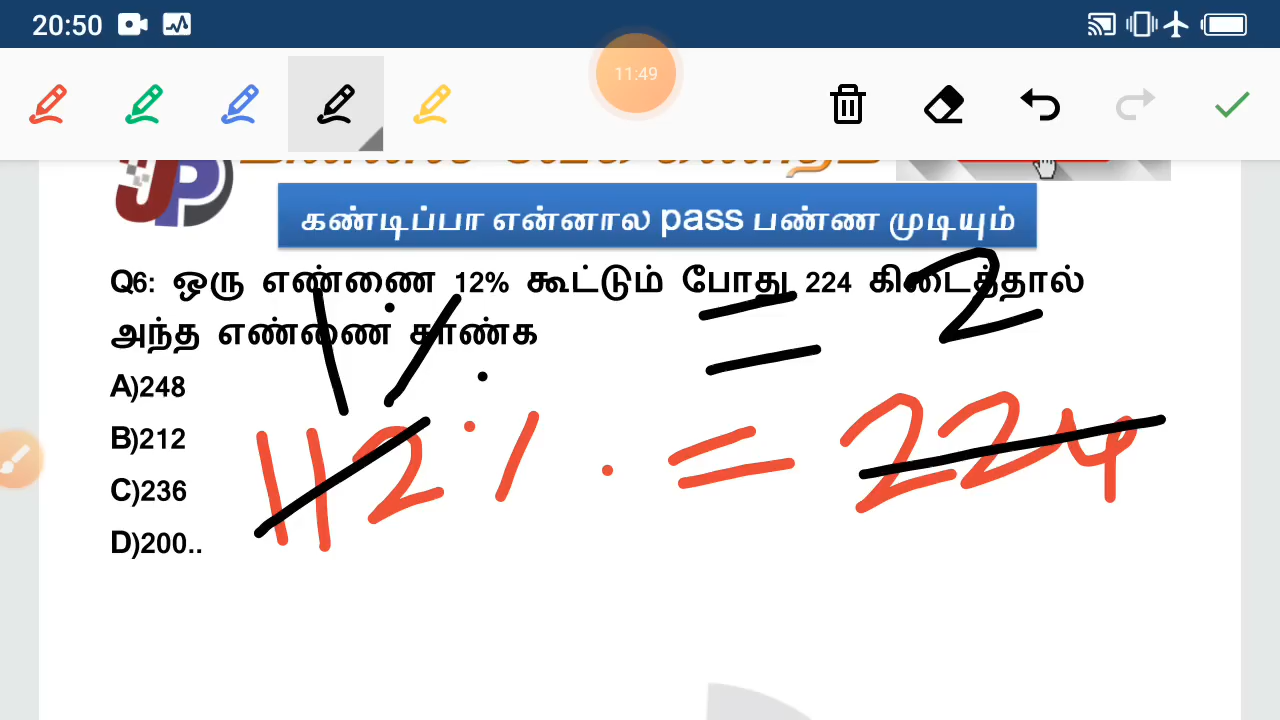 20:50
11:49
JP
கண்டிப்பா என்னால pass பண்ண முடியும்
Q6: ஒரு எண்ணை 12% கூட்டும் போது 224 கிடைத்தால்
அந்த எண்ணை காண்க
1% = 2
A)248
112% = 224
B)212
C)236
D)200..